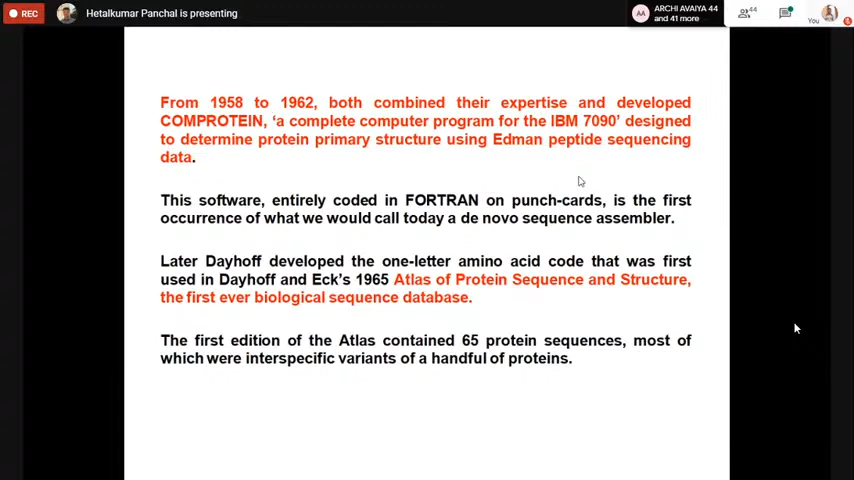 REC
Hetalkumar Panchal is presenting
AA
ARCHI AVAIYA 44
and 41 more
44
You
From 1958 to 1962, both combined their expertise and developed
COMPROTEIN, ‘a complete computer program for the IBM 7090’ designed
to determine protein primary structure using Edman peptide sequencing
data.
This software, entirely coded in FORTRAN on punch-cards, is the first
occurrence of what we would call today a de novo sequence assembler.
Later Dayhoff developed the one-letter amino acid code that was first
used in Dayhoff and Eck’s 1965 Atlas of Protein Sequence and Structure,
the first ever biological sequence database.
The first edition of the Atlas contained 65 protein sequences, most of
which were interspecific variants of a handful of proteins.